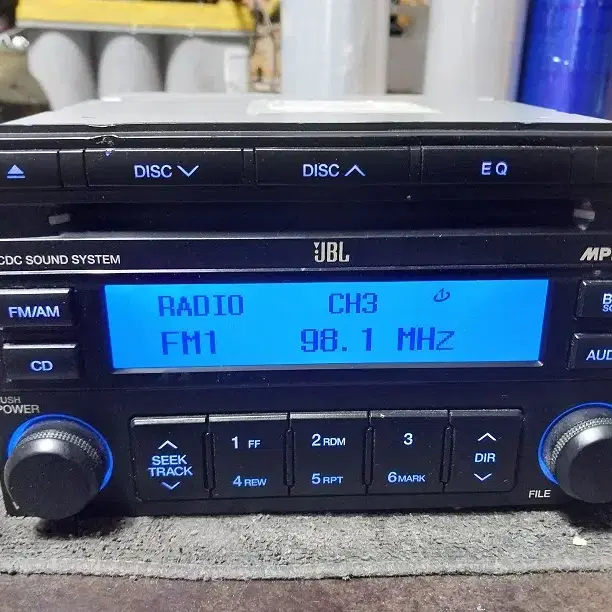 DISC DISC EQ
CDC SOUND SYSTEM JBL
FM/AM
CD
RADIO CH3
FM1 98.1 MHz
PUSH
POWER
SEEK
TRACK
1 FF 2 RDM 3 DIR
4 REW 5 RPT 6 MARK
FILE